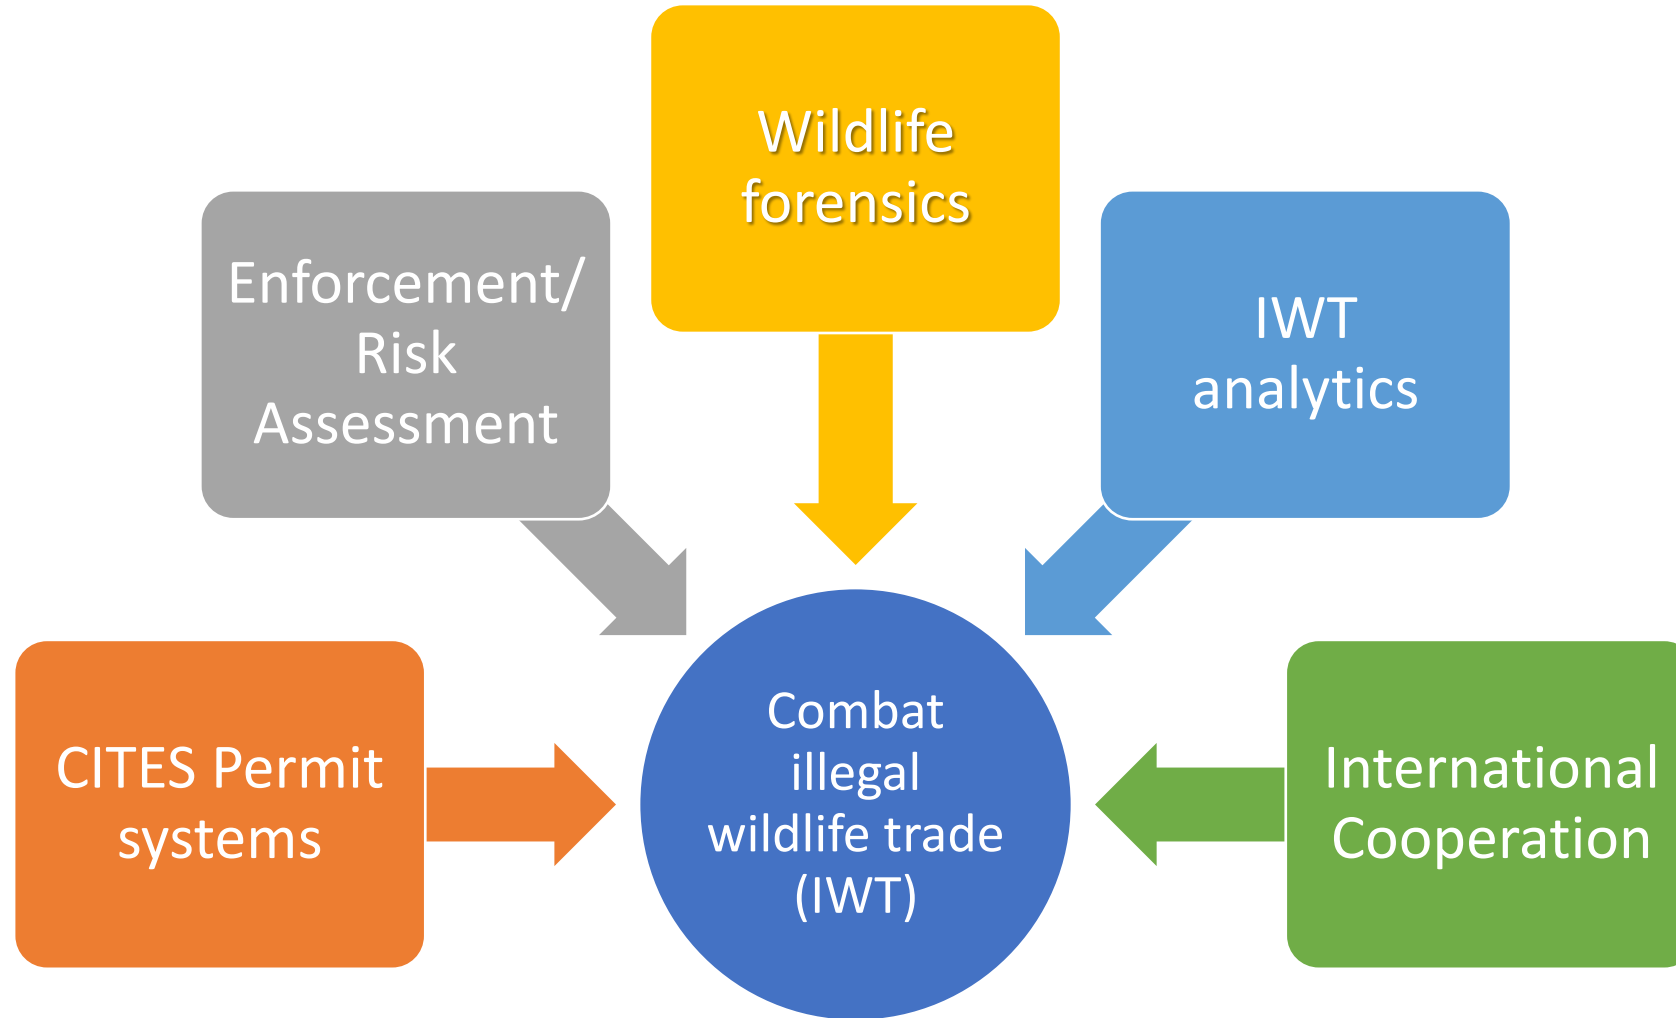 Wildlife
forensics
Enforcement/
Risk
Assessment
IWT
analytics
CITES Permit
systems
Combat
illegal
wildlife trade
(IWT)
International
Cooperation